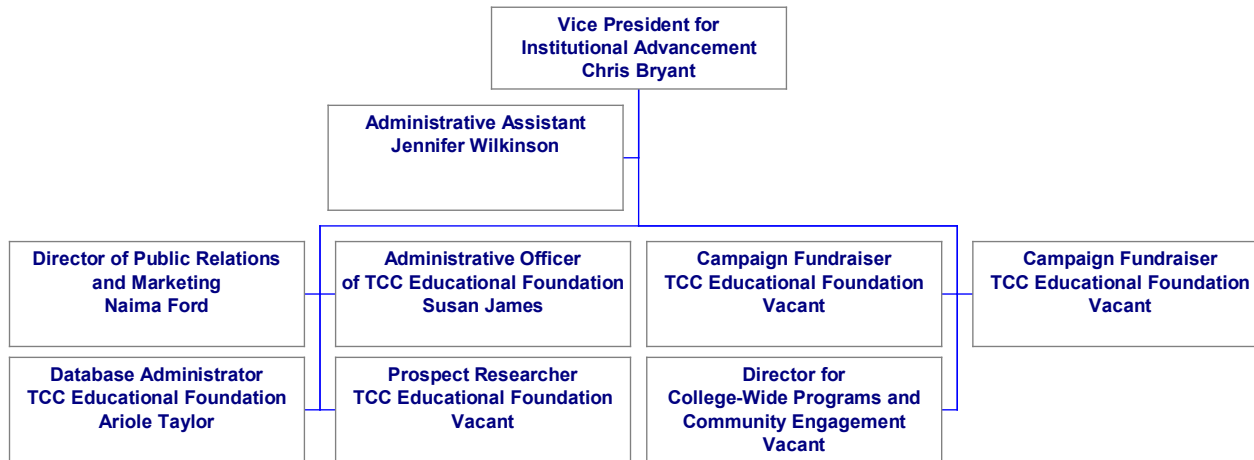 Vice President for
Institutional Advancement
Chris Bryant
Administrative Assistant
Jennifer Wilkinson
Director of Public Relations
and Marketing
Naima Ford
Administrative Officer
of TCC Educational Foundation
Susan James
Campaign Fundraiser
TCC Educational Foundation
Vacant
Campaign Fundraiser
TCC Educational Foundation
Vacant
Database Administrator
TCC Educational Foundation
Ariole Taylor
Prospect Researcher
TCC Educational Foundation
Vacant
Director for
College-Wide Programs and
Community Engagement
Vacant